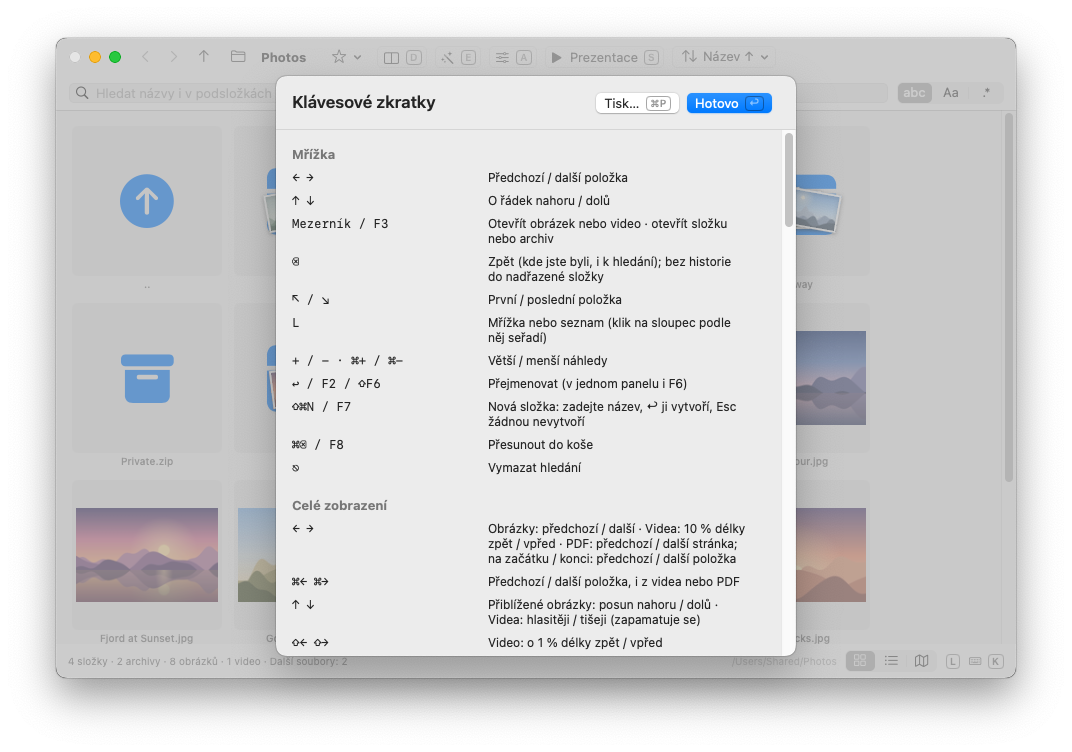 Photos D E A Prezentace S Název
Hledat názvy i v podsložkách abc Aa .*
Klávesové zkratky Tisk… ⌘P Hotovo ↩
Mřížka
← → Předchozí / další položka
↑ ↓ O řádek nahoru / dolů
Mezerník / F3 Otevřít obrázek nebo video · otevřít složku
nebo archiv
⌫ Zpět (kde jste byli, i k hledání); bez historie
do nadřazené složky
↖ / ↘ První / poslední položka
L Mřížka nebo seznam (klik na sloupec podle
něj seřadí)
+ / − · ⌘+ / ⌘− Větší / menší náhledy
↩ / F2 / ⇧F6 Přejmenovat (v jednom panelu i F6)
⇧⌘N / F7 Nová složka: zadejte název, ↩ ji vytvoří, Esc
žádnou nevytvoří
⌘⌫ / F8 Přesunout do koše
⎋ Vymazat hledání
Celé zobrazení
← → Obrázky: předchozí / další · Videa: 10 % délky
zpět / vpřed · PDF: předchozí / další stránka;
na začátku / konci: předchozí / další položka
⌘← ⌘→ Předchozí / další položka, i z videa nebo PDF
↑ ↓ Přiblížené obrázky: posun nahoru / dolů ·
Videa: hlasitěji / tišeji (zapamatuje se)
⇧← ⇧→ Video: o 1 % délky zpět / vpřed
..
Private.zip
Fjord at Sunset.jpg
4 složky · 2 archivy · 8 obrázků · 1 video · Další soubory: 2 /Users/Shared/Photos L K